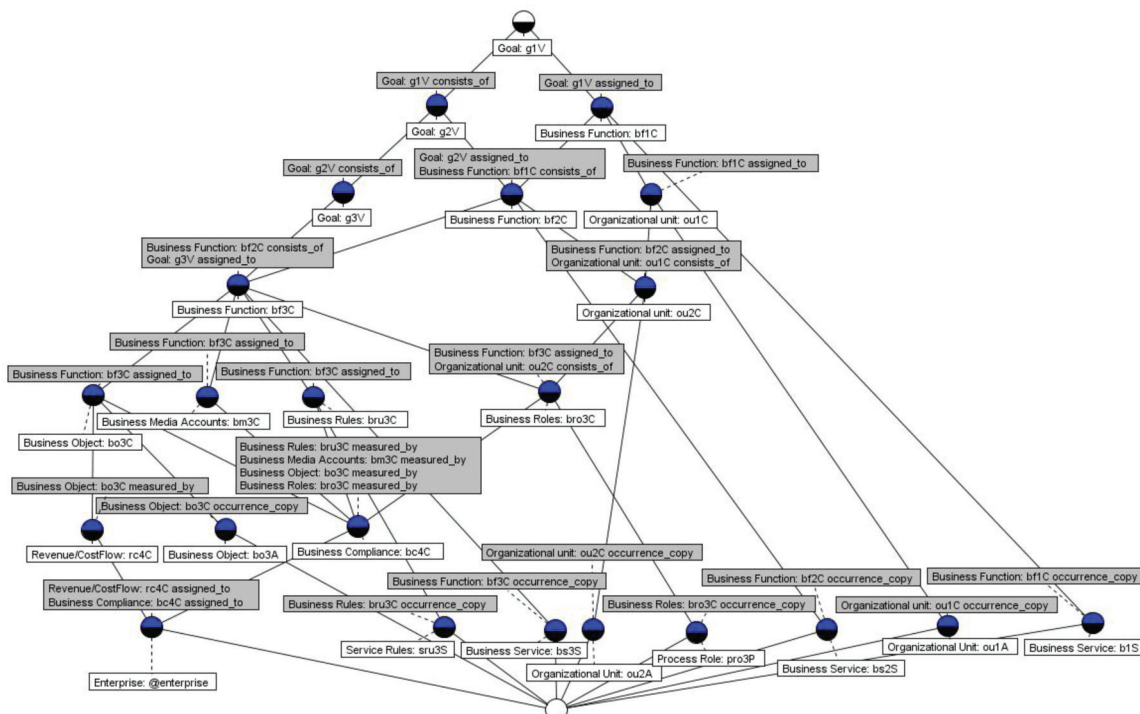 Goal: g1V
Goal: g1V consists_of
Goal: g1V assigned_to
Goal: g2V
Business Function: bf1C
Goal: g2V assigned_to
Business Function: bf1C consists_of
Business Function: bf1C assigned_to
Goal: g2V consists_of
Goal: g3V
Business Function: bf2C
Organizational unit: ou1C
Business Function: bf2C consists_of
Goal: g3V assigned_to
Business Function: bf2C assigned_to
Organizational unit: ou1C consists_of
Business Function: bf3C
Organizational unit: ou2C
Business Function: bf3C assigned_to
Business Function: bf3C assigned_to
Organizational unit: ou2C consists_of
Business Function: bf3C assigned_to
Business Function: bf3C assigned_to
Business Media Accounts: bm3C
Business Rules: bru3C
Business Roles: bro3C
Business Object: bo3C
Business Rules: bru3C measured_by
Business Media Accounts: bm3C measured_by
Business Object: bo3C measured_by
Business Roles: bro3C measured_by
Business Object: bo3C measured_by
Business Object: bo3C occurrence_copy
Revenue/CostFlow: rc4C
Business Object: bo3A
Business Compliance: bc4C
Organizational unit: ou2C occurrence_copy
Business Function: bf3C occurrence_copy
Business Function: bf2C occurrence_copy
Business Function: bf1C occurrence_copy
Revenue/CostFlow: rc4C assigned_to
Business Compliance: bc4C assigned_to
Business Rules: bru3C occurrence_copy
Business Roles: bro3C occurrence_copy
Organizational unit: ou1C occurrence_copy
Service Rules: sru3S
Business Service: bs3S
Process Role: pro3P
Organizational Unit: ou1A
Business Service: b1S
Enterprise: @enterprise
Organizational Unit: ou2A
Business Service: bs2S